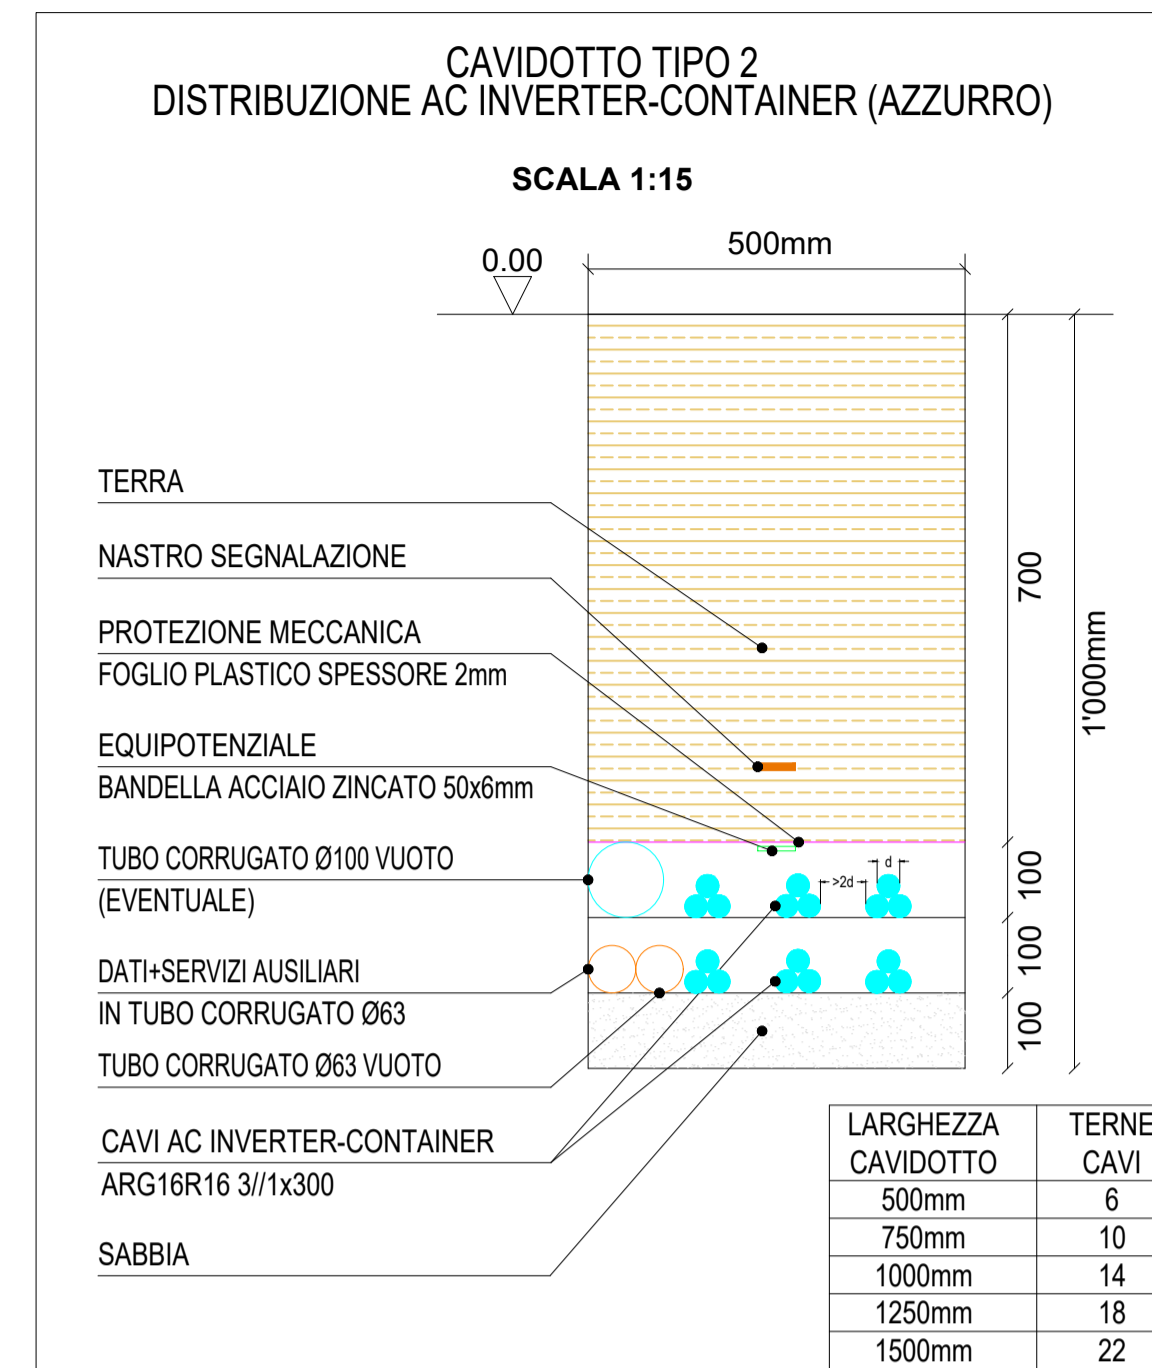 CAVIDOTTO TIPO 2
DISTRIBUZIONE AC INVERTER-CONTAINER (AZZURRO)
SCALA 1:15
500mm
0.00
TERRA
NASTRO SEGNALAZIONE
PROTEZIONE MECCANICA
FOGLIO PLASTICO SPESSORE 2mm
EQUIPOTENZIALE
BANDELLA ACCIAIO ZINCATO 50x6mm
TUBO CORRUGATO Ø100 VUOTO
(EVENTUALE)
DATI+SERVIZI AUSILIARI
IN TUBO CORRUGATO Ø63
TUBO CORRUGATO Ø63 VUOTO
CAVI AC INVERTER-CONTAINER
ARG16R16 3//1x300
SABBIA
d
>2d
700
100
100
100
1'000mm
LARGHEZZA CAVIDOTTO TERNE CAVI
500mm 6
750mm 10
1000mm 14
1250mm 18
1500mm 22